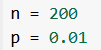 n = 200
p = 0.01